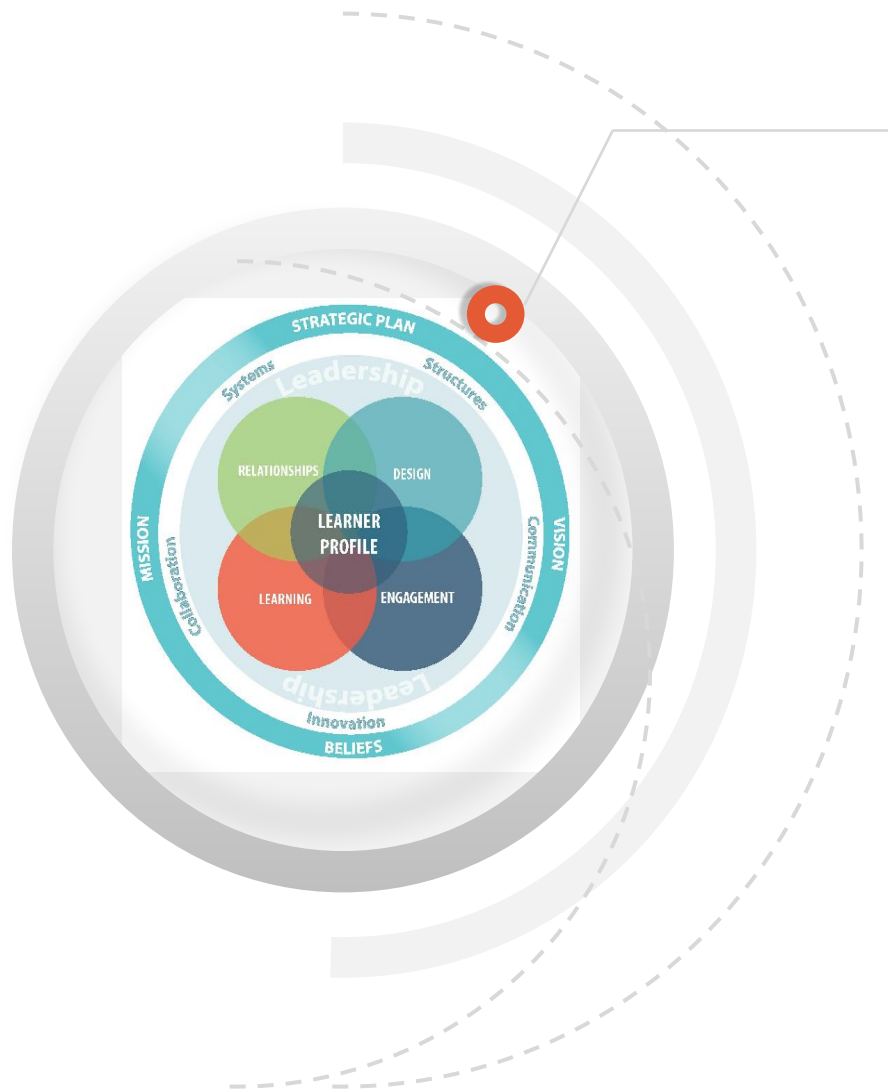 STRATEGIC PLAN
Systems
Structures
Leadership
RELATIONSHIPS
DESIGN
LEARNER
PROFILE
MISSION
VISION
Collaboration
Communication
LEARNING
ENGAGEMENT
Leadership
Innovation
BELIEFS